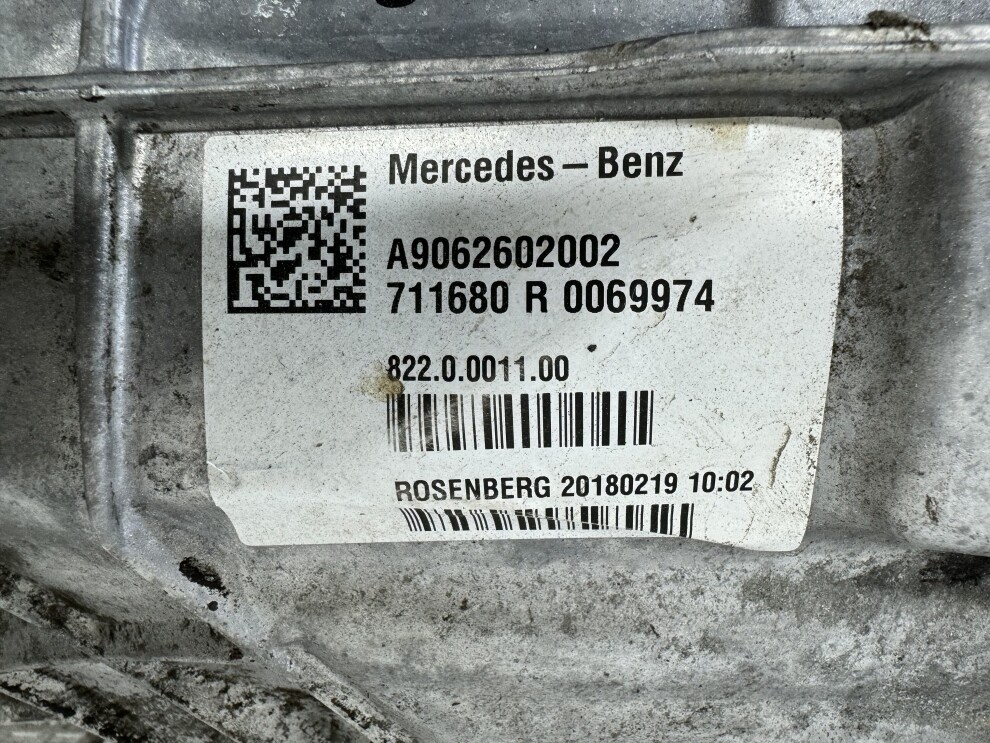 Mercedes – Benz
A9062602002
711680 R 0069974
822.0.0011.00
ROSENBERG 20180219 10:02